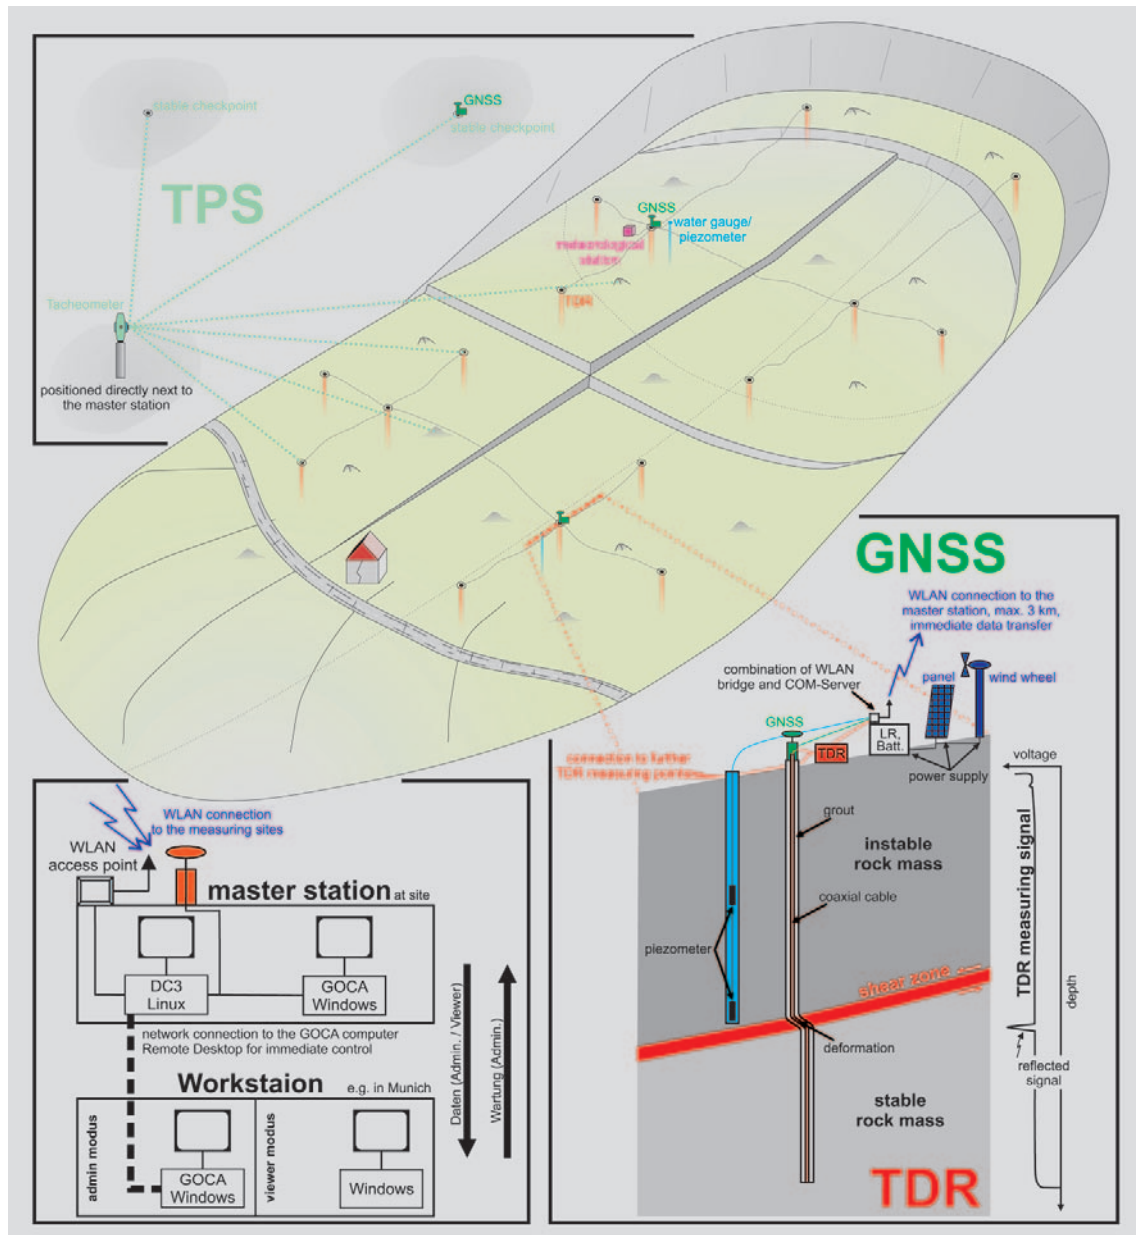 stable checkpoint
GNSS
stable checkpoint
TPS
GNSS
water gauge/
piezometer
meteorological
station
TDR
Tacheometer
positioned directly next to
the master station
GNSS
WLAN connection to the
master station, max. 3 km,
immediate data transfer
combination of WLAN
bridge and COM-Server
panel
wind wheel
GNSS
TDR
LR,
Batt.
power supply
voltage
connection to further
TDR measuring points
grout
instable
rock mass
coaxial cable
piezometer
shear zone
deformation
stable
rock mass
TDR
TDR measuring signal
depth
reflected
signal
WLAN connection
to the measuring sites
WLAN
access point
master station at site
DC3
Linux
GOCA
Windows
network connection to the GOCA computer
Remote Desktop for immediate control
Workstaion e.g. in Munich
admin modus
GOCA
Windows
viewer modus
Windows
Daten (Admin. / Viewer)
Wartung (Admin.)